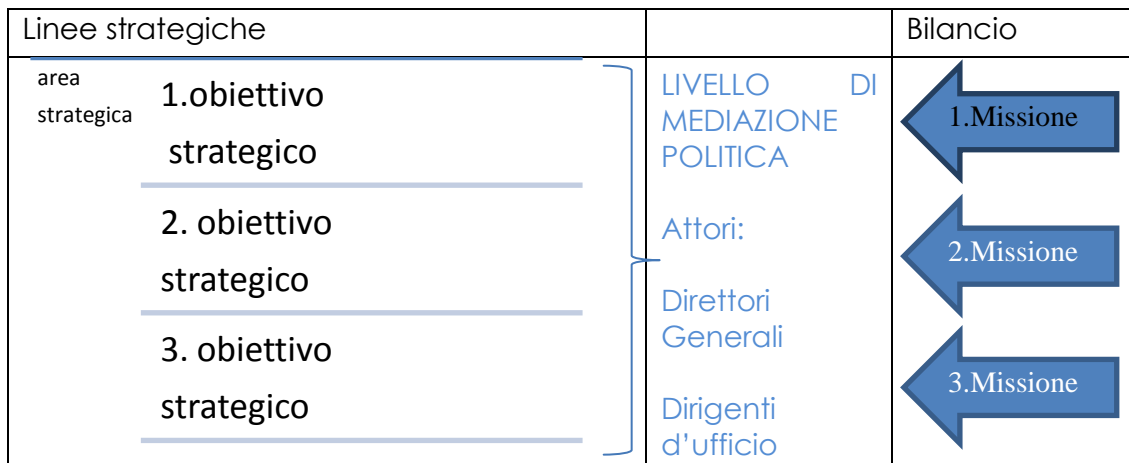 Linee strategiche
Bilancio
area
strategica
1.obiettivo
strategico
2. obiettivo
strategico
3. obiettivo
strategico
LIVELLO DI
MEDIAZIONE
POLITICA
Attori:
Direttori
Generali
Dirigenti
d’ufficio
1.Missione
2.Missione
3.Missione